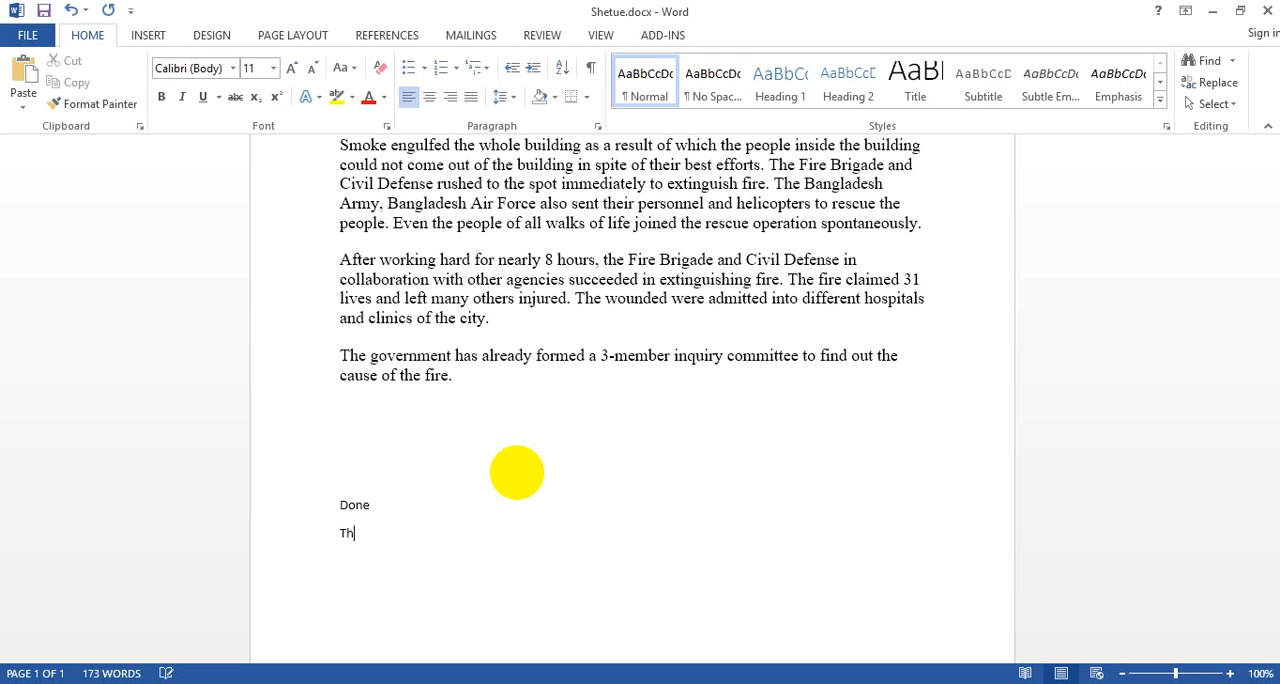 Shetue.docx - Word
?
Sign in
FILE HOME INSERT DESIGN PAGE LAYOUT REFERENCES MAILINGS REVIEW VIEW ADD-INS
Paste
Cut
Copy
Format Painter
Clipboard
Calibri (Body) 11
Aa
B I U abc x₂ x²
Font
Paragraph
AaBbCcDc AaBbCcDc AaBbC AaBbCcD AaBl AaBbCcD AaBbCcDc AaBbCcDc
¶ Normal ¶ No Spac... Heading 1 Heading 2 Title Subtitle Subtle Em... Emphasis
Styles
Find
Replace
Select
Editing
Smoke engulfed the whole building as a result of which the people inside the building
could not come out of the building in spite of their best efforts. The Fire Brigade and
Civil Defense rushed to the spot immediately to extinguish fire. The Bangladesh
Army, Bangladesh Air Force also sent their personnel and helicopters to rescue the
people. Even the people of all walks of life joined the rescue operation spontaneously.
After working hard for nearly 8 hours, the Fire Brigade and Civil Defense in
collaboration with other agencies succeeded in extinguishing fire. The fire claimed 31
lives and left many others injured. The wounded were admitted into different hospitals
and clinics of the city.
The government has already formed a 3-member inquiry committee to find out the
cause of the fire.
Done
Th
PAGE 1 OF 1 173 WORDS
100%